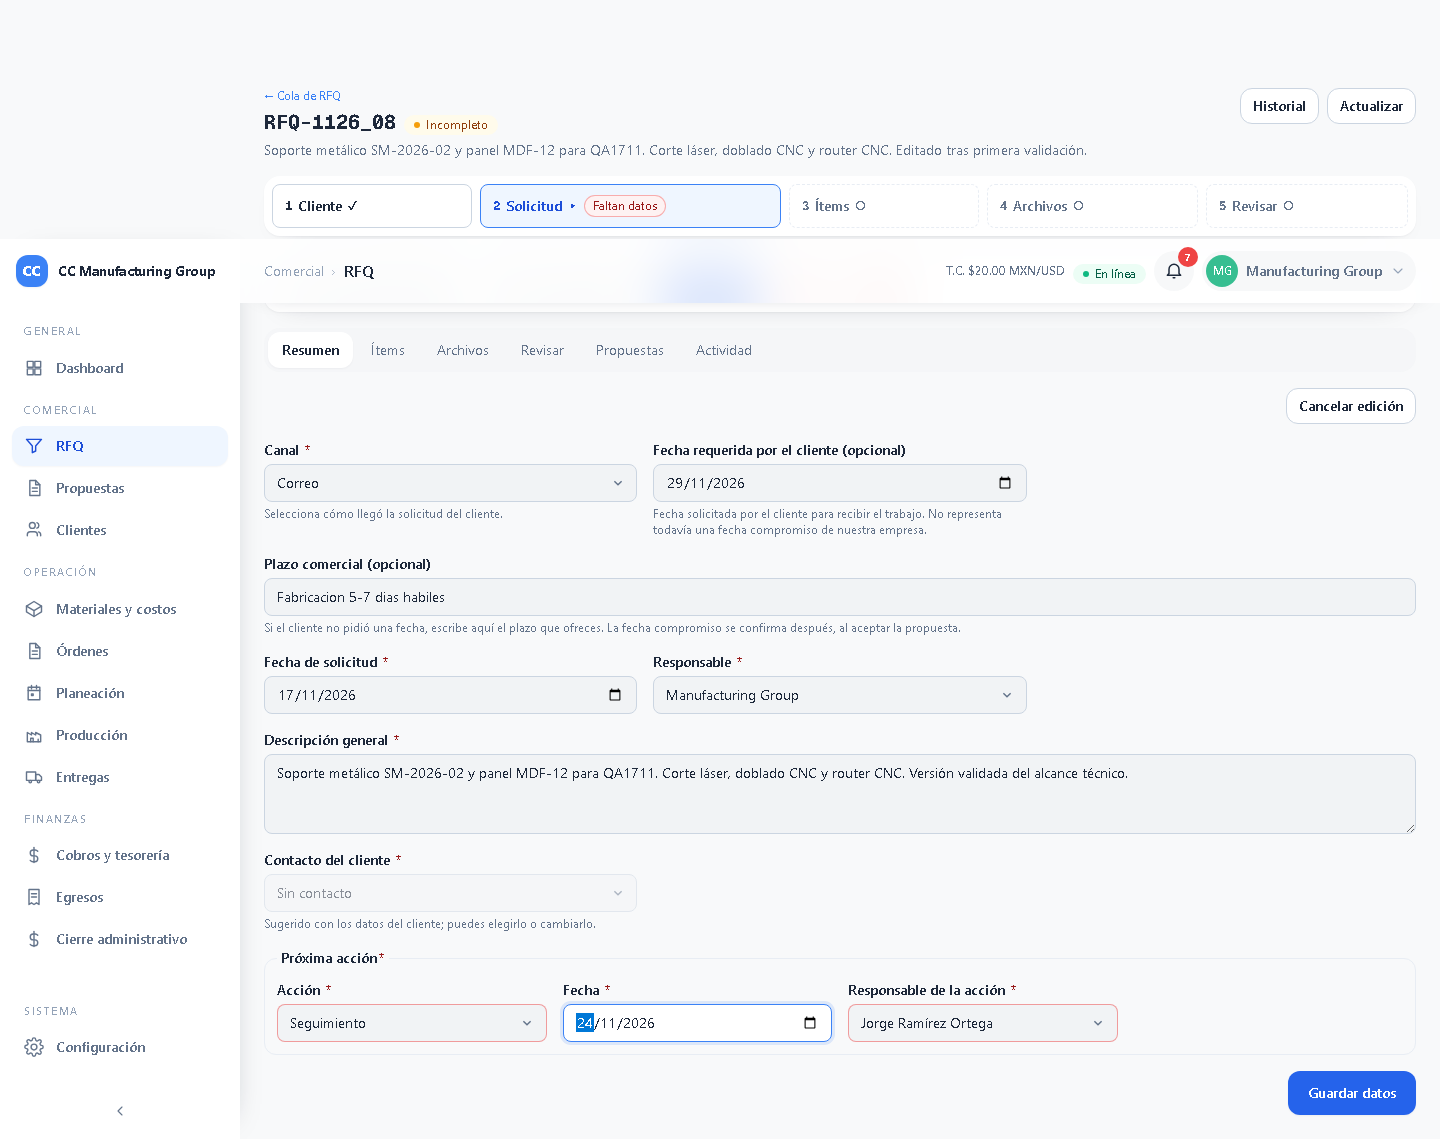 ← Cola de RFQ
RFQ-1126_08
Incompleto
Historial
Actualizar
Soporte metálico SM-2026-02 y panel MDF-12 para QA1711. Corte láser, doblado CNC y router CNC. Editado tras primera validación.
1 Cliente ✓
2 Solicitud ‣ Faltan datos
3 Ítems ○
4 Archivos ○
5 Revisar ○
CC CC Manufacturing Group
Comercial › RFQ
T.C. $20.00 MXN/USD
En línea
7
MG Manufacturing Group
GENERAL
Dashboard
COMERCIAL
RFQ
Propuestas
Clientes
OPERACIÓN
Materiales y costos
Órdenes
Planeación
Producción
Entregas
FINANZAS
Cobros y tesorería
Egresos
Cierre administrativo
SISTEMA
Configuración
Resumen
Ítems
Archivos
Revisar
Propuestas
Actividad
Cancelar edición
Canal *
Correo
Selecciona cómo llegó la solicitud del cliente.
Fecha requerida por el cliente (opcional)
29/11/2026
Fecha solicitada por el cliente para recibir el trabajo. No representa
todavía una fecha compromiso de nuestra empresa.
Plazo comercial (opcional)
Fabricacion 5-7 dias habiles
Si el cliente no pidió una fecha, escribe aquí el plazo que ofreces. La fecha compromiso se confirma después, al aceptar la propuesta.
Fecha de solicitud *
17/11/2026
Responsable *
Manufacturing Group
Descripción general *
Soporte metálico SM-2026-02 y panel MDF-12 para QA1711. Corte láser, doblado CNC y router CNC. Versión validada del alcance técnico.
Contacto del cliente *
Sin contacto
Sugerido con los datos del cliente; puedes elegirlo o cambiarlo.
Próxima acción*
Acción *
Seguimiento
Fecha *
24/11/2026
Responsable de la acción *
Jorge Ramírez Ortega
Guardar datos